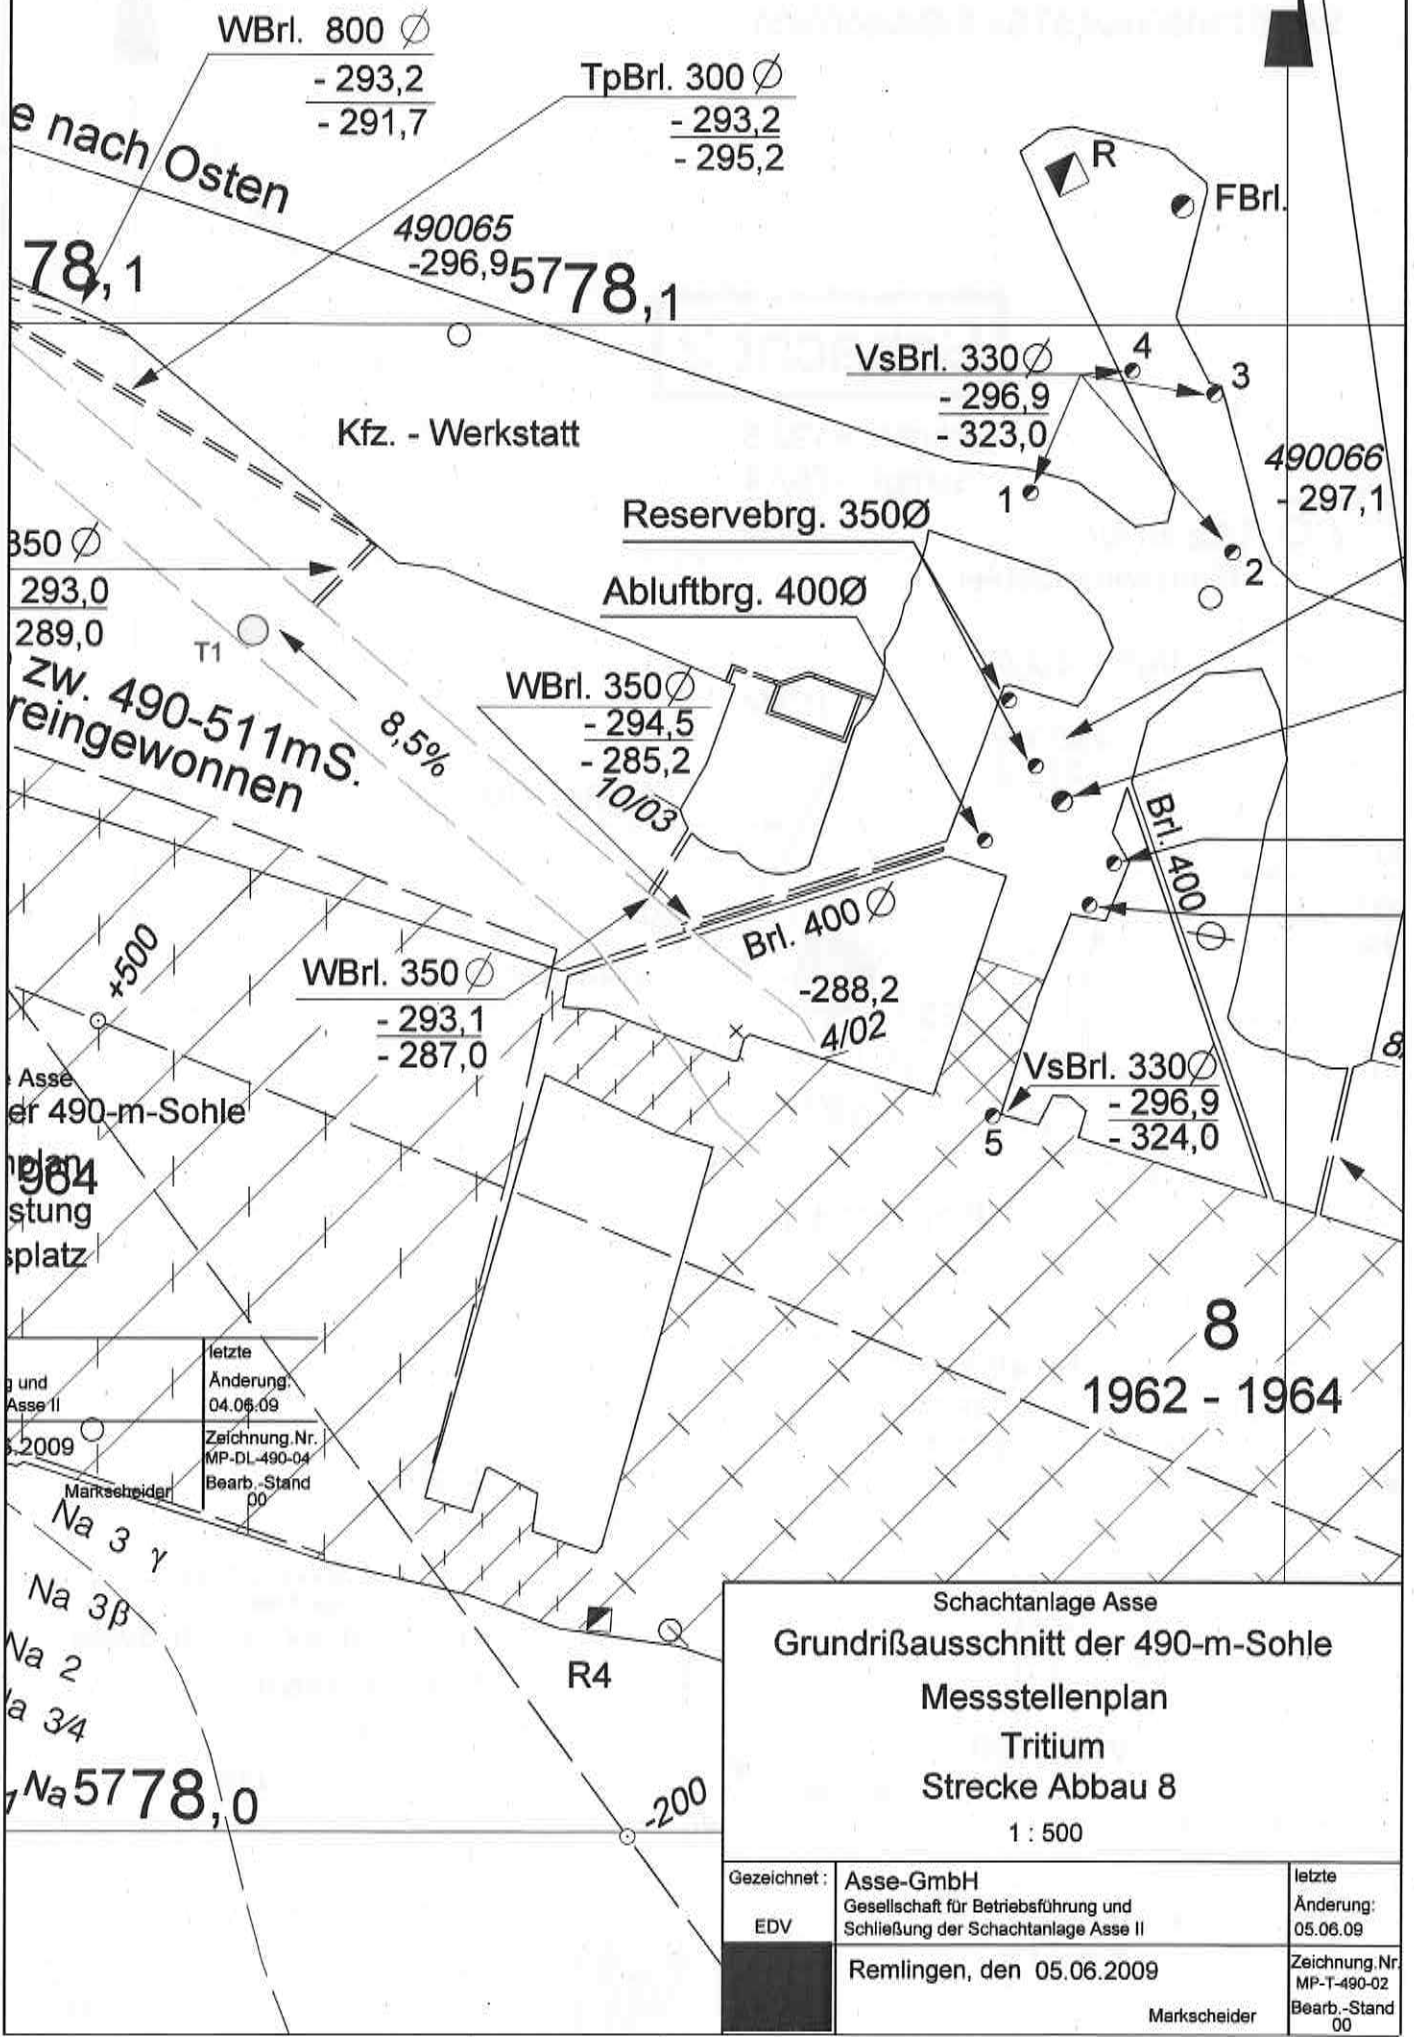 WBrl. 800 Ø
- 293,2
- 291,7
TpBrl. 300 Ø
- 293,2
- 295,2
e nach Osten
R
FBrl.
490065
-296,9
78,1
5778,1
VsBrl. 330 Ø
- 296,9
- 323,0
4
3
1
2
490066
- 297,1
Kfz. - Werkstatt
Reservebrg. 350Ø
Abluftbrg. 400Ø
350 Ø
293,0
289,0
T1
zw. 490-511mS.
reingewonnen
8,5%
WBrl. 350 Ø
- 294,5
- 285,2
10/03
Brl. 400
Brl. 400 Ø
-288,2
4/02
+500
WBrl. 350 Ø
- 293,1
- 287,0
VsBrl. 330 Ø
- 296,9
- 324,0
5
Asse
er 490-m-Sohle
964
stung
splatz
8
1962 - 1964
letzte
Änderung:
04.06.09
g und
Asse II
.2009
Zeichnung.Nr.
MP-DL-490-04
Bearb.-Stand
00
Markscheider
Na 3 γ
Na 3β
Na 2
Na 3/4
Na
5778,0
R4
-200
Schachtanlage Asse
Grundrißausschnitt der 490-m-Sohle
Messstellenplan
Tritium
Strecke Abbau 8
1 : 500
Gezeichnet :
EDV
Asse-GmbH
Gesellschaft für Betriebsführung und
Schließung der Schachtanlage Asse II
letzte
Änderung:
05.06.09
Remlingen, den 05.06.2009
Markscheider
Zeichnung.Nr.
MP-T-490-02
Bearb.-Stand
00